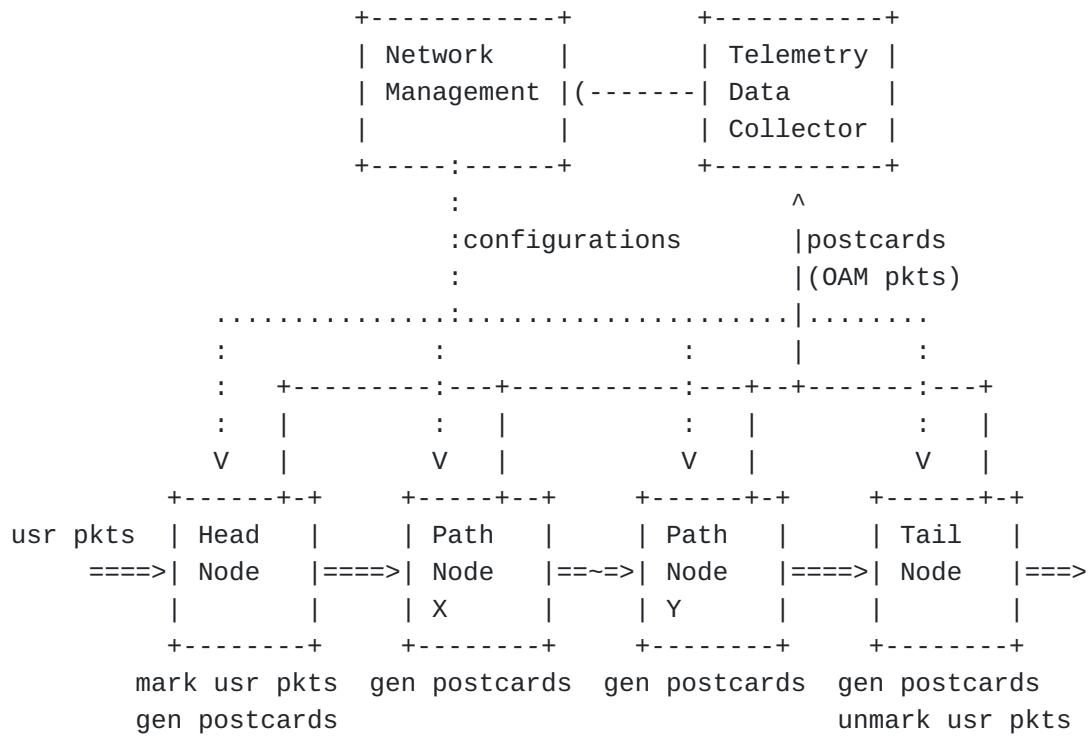 Network Telemetry
Management Data
Collector
configurations postcards
(OAM pkts)
V V V V
usr pkts Head Path Path Tail
Node Node Node Node
X Y
mark usr pkts gen postcards gen postcards gen postcards
gen postcards unmark usr pkts